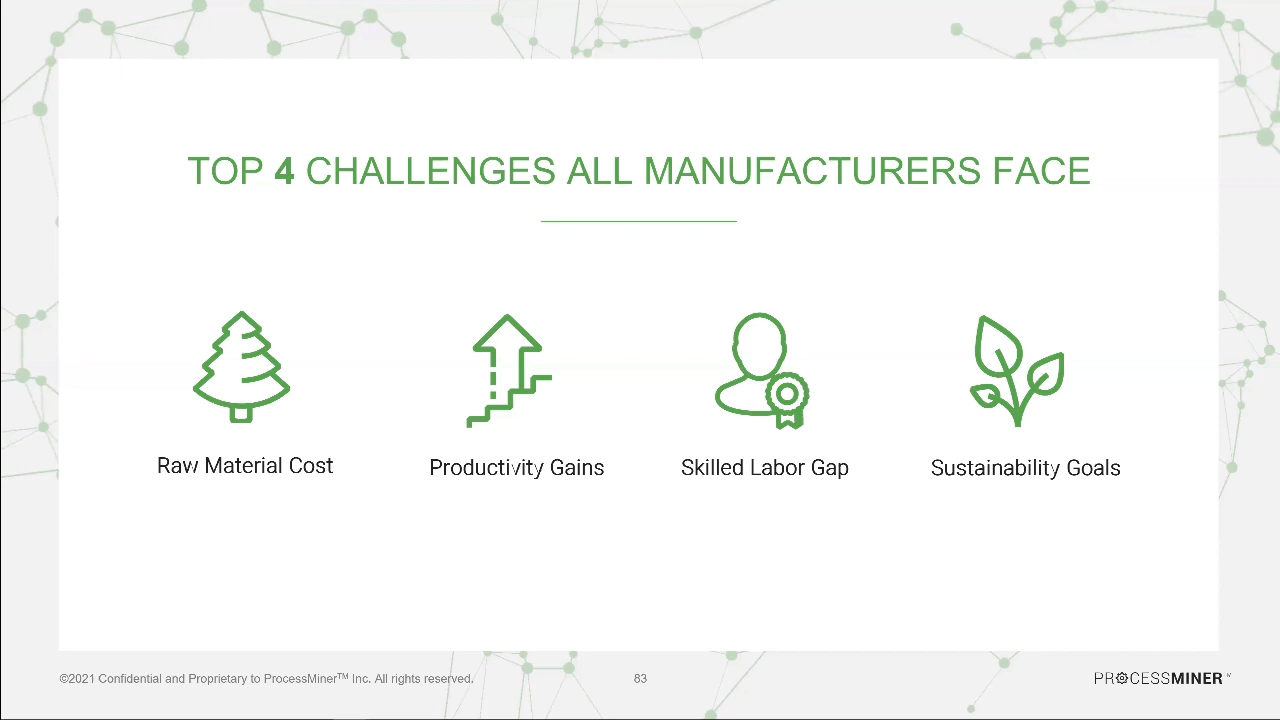 TOP 4 CHALLENGES ALL MANUFACTURERS FACE
Raw Material Cost
Productivity Gains
Skilled Labor Gap
Sustainability Goals
©2021 Confidential and Proprietary to ProcessMiner™ Inc. All rights reserved.
83
PROCESSMINER™